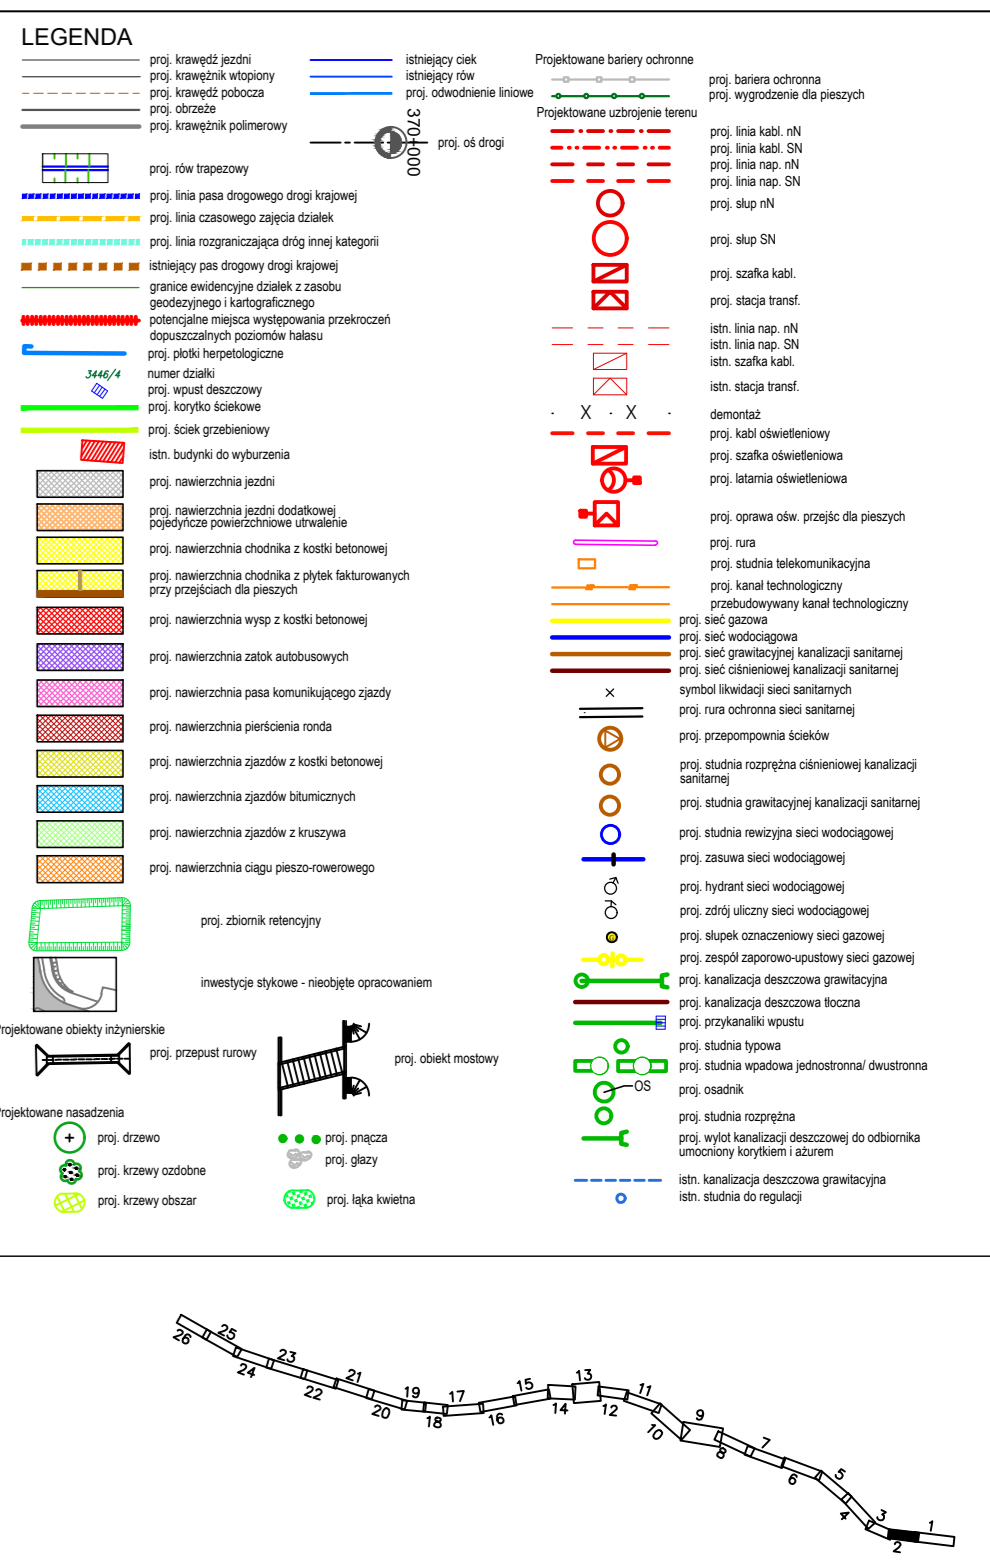 LEGENDA
proj. krawędź jezdni
proj. krawężnik wtopiony
proj. krawędź pobocza
proj. obrzeże
proj. krawężnik polimerowy
proj. rów trapezowy
proj. linia pasa drogowego drogi krajowej
proj. linia czasowego zajęcia działek
proj. linia rozgraniczająca dróg innej kategorii
istniejący pas drogowy drogi krajowej
granice ewidencyjne działek z zasobu
geodezyjnego i kartograficznego
potencjalne miejsca występowania przekroczeń
dopuszczalnych poziomów hałasu
proj. płotki herpetologiczne
3446/4 numer działki
proj. wpust deszczowy
proj. korytko ściekowe
proj. ściek grzebieniowy
istn. budynki do wyburzenia
proj. nawierzchnia jezdni
proj. nawierzchnia jezdni dodatkowej
pojedyńcze powierzchniowe utrwalenie
proj. nawierzchnia chodnika z kostki betonowej
proj. nawierzchnia chodnika z płytek fakturowanych
przy przejściach dla pieszych
proj. nawierzchnia wysp z kostki betonowej
proj. nawierzchnia zatok autobusowych
proj. nawierzchnia pasa komunikującego zjazdy
proj. nawierzchnia pierścienia ronda
proj. nawierzchnia zjazdów z kostki betonowej
proj. nawierzchnia zjazdów bitumicznych
proj. nawierzchnia zjazdów z kruszywa
proj. nawierzchnia ciągu pieszo-rowerowego
proj. zbiornik retencyjny
inwestycje stykowe - nieobjęte opracowaniem
Projektowane obiekty inżynierskie
proj. przepust rurowy
proj. obiekt mostowy
Projektowane nasadzenia
proj. drzewo
proj. krzewy ozdobne
proj. krzewy obszar
proj. pnącza
proj. głazy
proj. łąka kwietna
istniejący ciek
istniejący rów
proj. odwodnienie liniowe
370+000
proj. oś drogi
Projektowane bariery ochronne
proj. bariera ochronna
proj. wygrodzenie dla pieszych
Projektowane uzbrojenie terenu
proj. linia kabl. nN
proj. linia kabl. SN
proj. linia nap. nN
proj. linia nap. SN
proj. słup nN
proj. słup SN
proj. szafka kabl.
proj. stacja transf.
istn. linia nap. nN
istn. linia nap. SN
istn. szafka kabl.
istn. stacja transf.
X X demontaż
proj. kabl oświetleniowy
proj. szafka oświetleniowa
proj. latarnia oświetleniowa
proj. oprawa ośw. przejśc dla pieszych
proj. rura
proj. studnia telekomunikacyjna
proj. kanał technologiczny
przebudowywany kanał technologiczny
proj. sieć gazowa
proj. sieć wodociągowa
proj. sieć grawitacyjnej kanalizacji sanitarnej
proj. sieć ciśnieniowej kanalizacji sanitarnej
symbol likwidacji sieci sanitarnych
proj. rura ochronna sieci sanitarnej
proj. przepompownia ścieków
proj. studnia rozprężna ciśnieniowej kanalizacji
sanitarnej
proj. studnia grawitacyjnej kanalizacji sanitarnej
proj. studnia rewizyjna sieci wodociągowej
proj. zasuwa sieci wodociągowej
proj. hydrant sieci wodociągowej
proj. zdrój uliczny sieci wodociągowej
proj. słupek oznaczeniowy sieci gazowej
proj. zespół zaporowo-upustowy sieci gazowej
proj. kanalizacja deszczowa grawitacyjna
proj. kanalizacja deszczowa tłoczna
proj. przykanaliki wpustu
proj. studnia typowa
proj. studnia wpadowa jednostronna/ dwustronna
OS proj. osadnik
proj. studnia rozprężna
proj. wylot kanalizacji deszczowej do odbiornika
umocniony korytkiem i ażurem
istn. kanalizacja deszczowa grawitacyjna
istn. studnia do regulacji
26
25
24
23
22
21
20
19
18
17
16
15
14
13
12
11
10
9
8
7
6
5
4
3
2
1